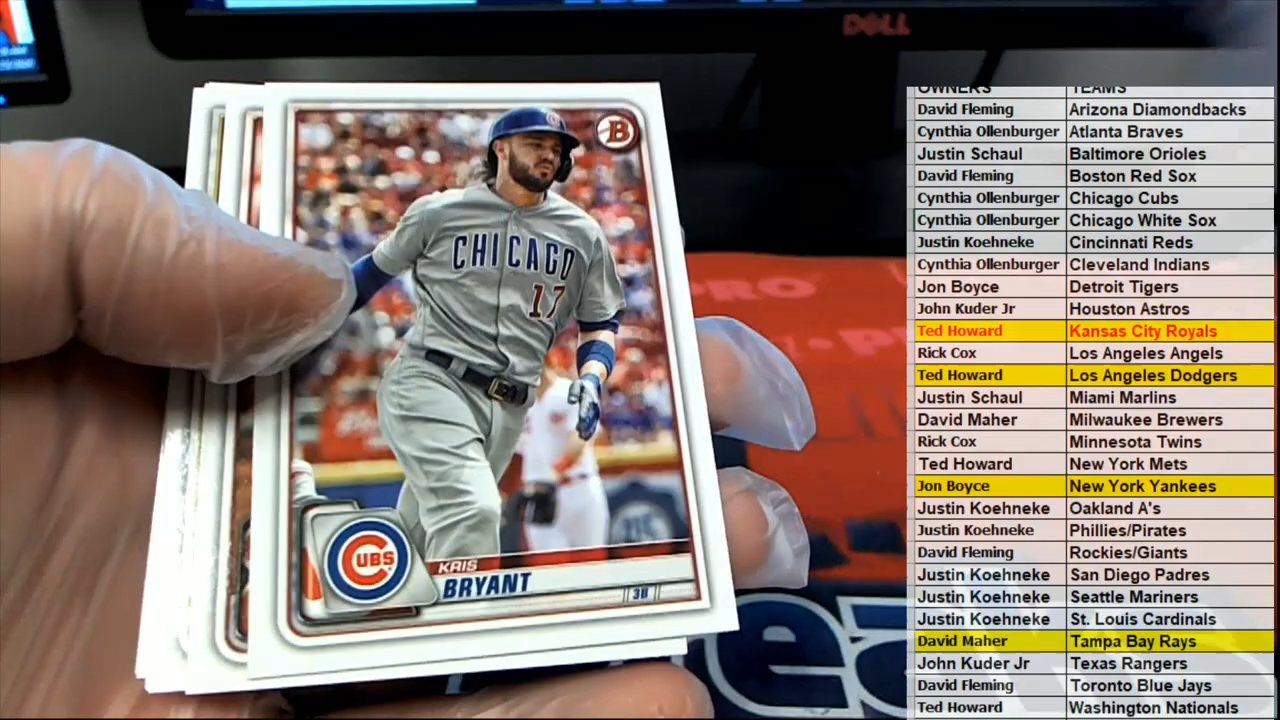 DELL
B
CHICAGO
17
CUBS
KRIS
BRYANT
3B
PRO
OWNERS TEAMS
David Fleming Arizona Diamondbacks
Cynthia Ollenburger Atlanta Braves
Justin Schaul Baltimore Orioles
David Fleming Boston Red Sox
Cynthia Ollenburger Chicago Cubs
Cynthia Ollenburger Chicago White Sox
Justin Koehneke Cincinnati Reds
Cynthia Ollenburger Cleveland Indians
Jon Boyce Detroit Tigers
John Kuder Jr Houston Astros
Ted Howard Kansas City Royals
Rick Cox Los Angeles Angels
Ted Howard Los Angeles Dodgers
Justin Schaul Miami Marlins
David Maher Milwaukee Brewers
Rick Cox Minnesota Twins
Ted Howard New York Mets
Jon Boyce New York Yankees
Justin Koehneke Oakland A's
Justin Koehneke Phillies/Pirates
David Fleming Rockies/Giants
Justin Koehneke San Diego Padres
Justin Koehneke Seattle Mariners
Justin Koehneke St. Louis Cardinals
David Maher Tampa Bay Rays
John Kuder Jr Texas Rangers
David Fleming Toronto Blue Jays
Ted Howard Washington Nationals